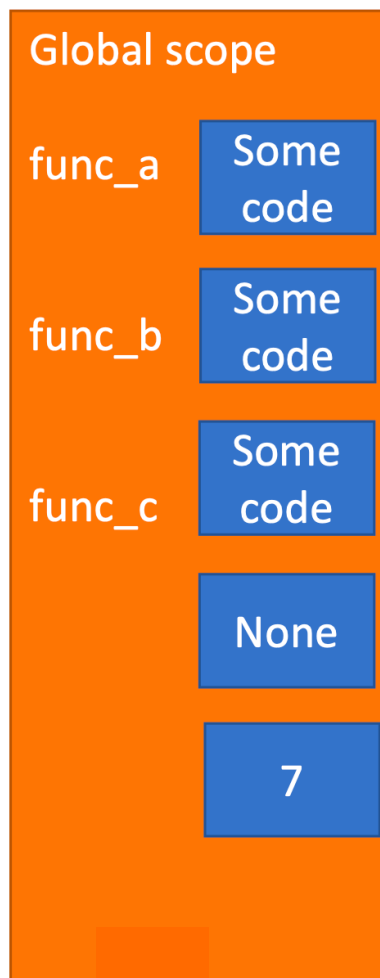 Global scope
func_a
Some
code
func_b
Some
code
func_c
Some
code
None
7